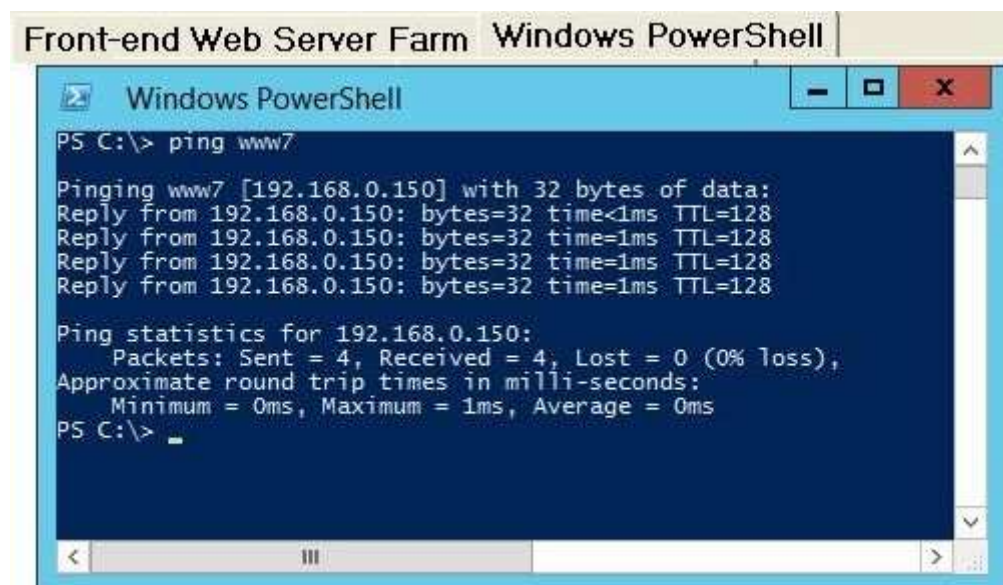 Front-end Web Server Farm Windows PowerShell
Windows PowerShell
PS C:\> ping www7
Pinging www7 [192.168.0.150] with 32 bytes of data:
Reply from 192.168.0.150: bytes=32 time<1ms TTL=128
Reply from 192.168.0.150: bytes=32 time=1ms TTL=128
Reply from 192.168.0.150: bytes=32 time=1ms TTL=128
Reply from 192.168.0.150: bytes=32 time=1ms TTL=128
Ping statistics for 192.168.0.150:
Packets: Sent = 4, Received = 4, Lost = 0 (0% loss),
Approximate round trip times in milli-seconds:
Minimum = 0ms, Maximum = 1ms, Average = 0ms
PS C:\> _